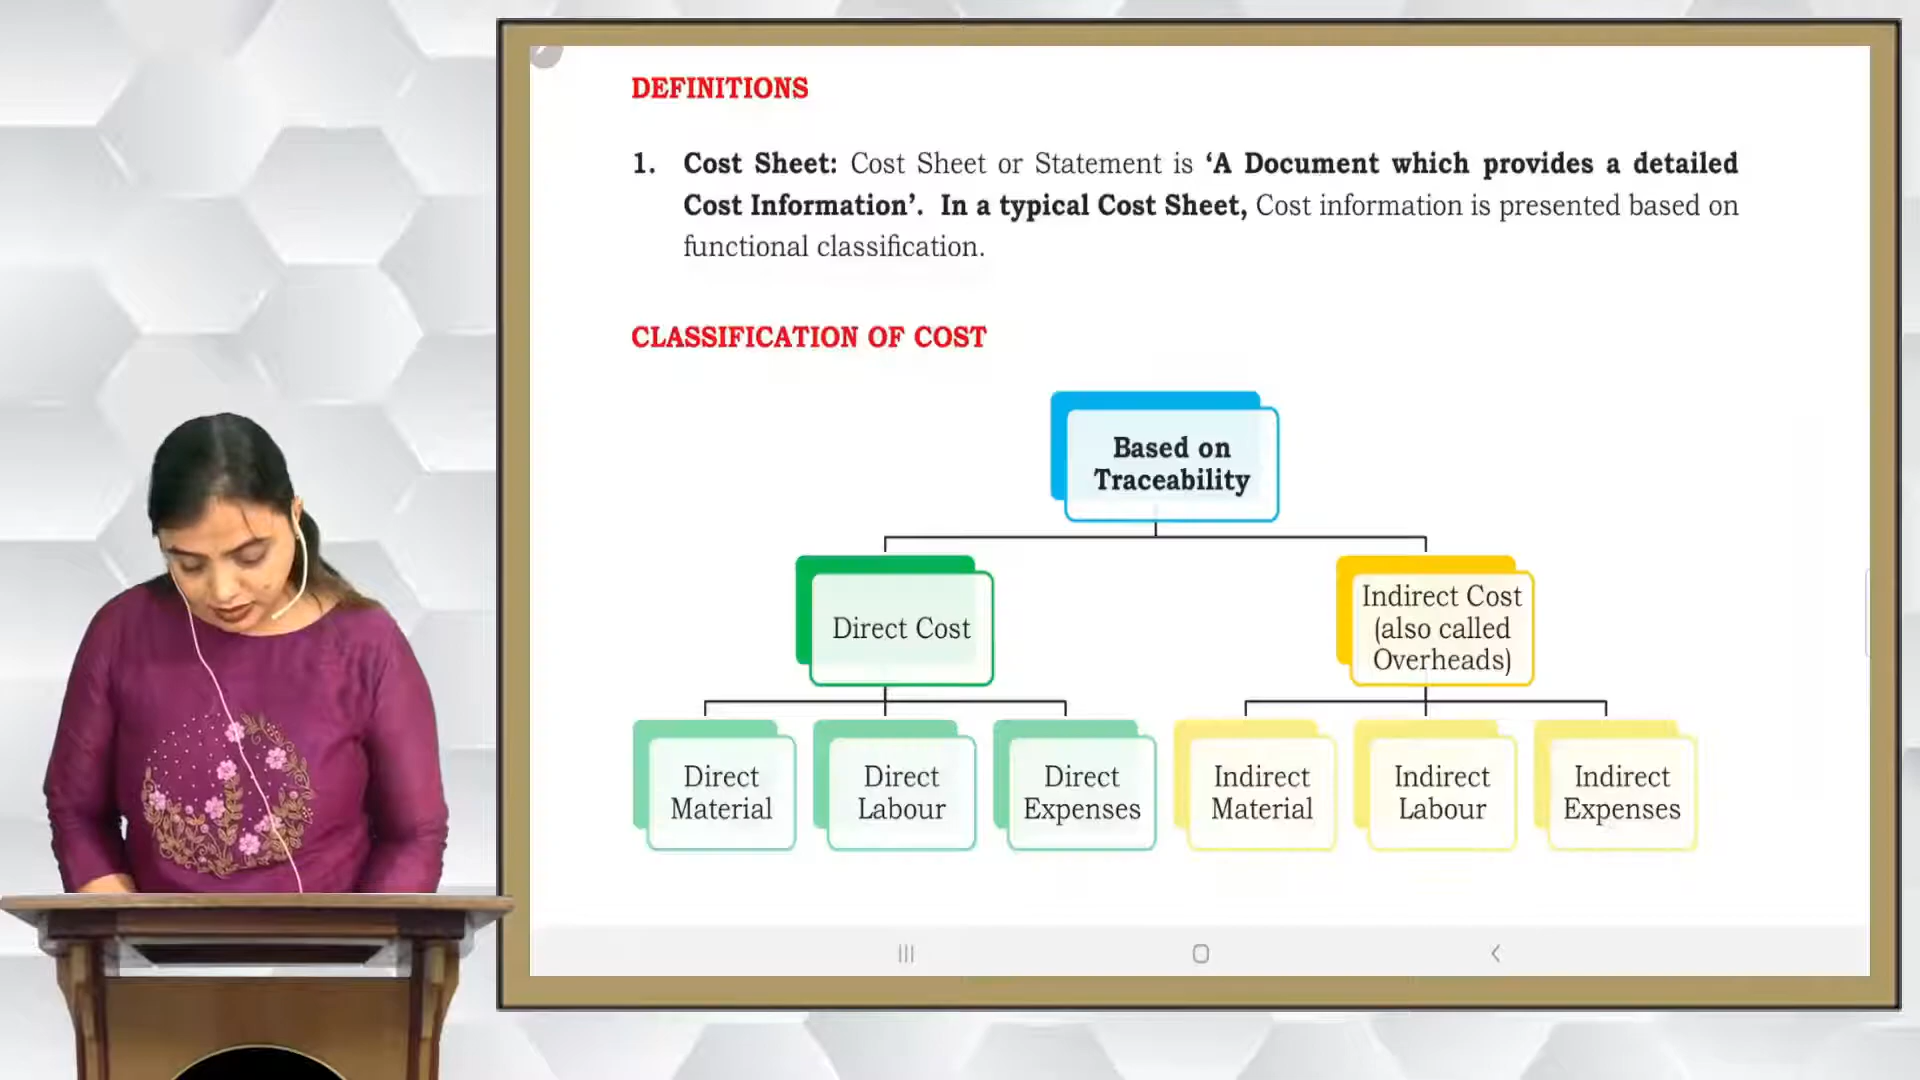 DEFINITIONS
1. Cost Sheet: Cost Sheet or Statement is ‘A Document which provides a detailed
Cost Information’. In a typical Cost Sheet, Cost information is presented based on
functional classification.
CLASSIFICATION OF COST
Based on
Traceability
Direct Cost
Indirect Cost
(also called
Overheads)
Direct
Material
Direct
Labour
Direct
Expenses
Indirect
Material
Indirect
Labour
Indirect
Expenses